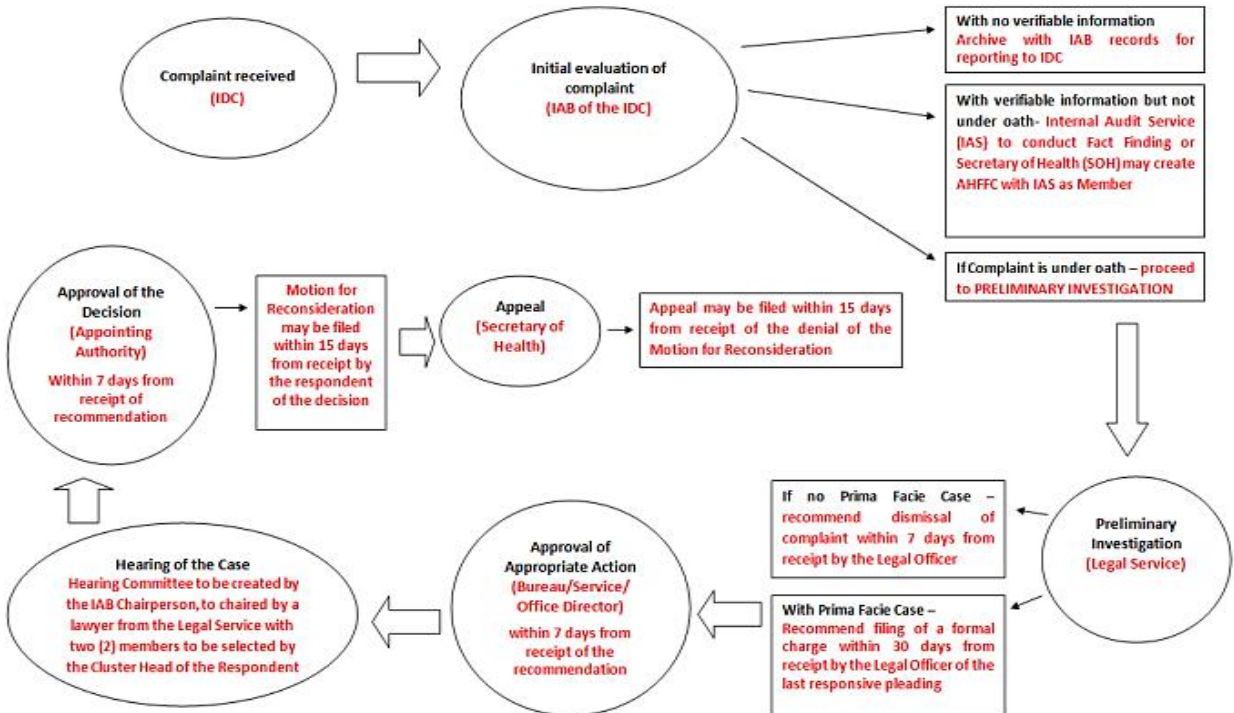 Complaint received
(IDC)
Initial evaluation of
complaint
(IAB of the IDC)
With no verifiable information
Archive with IAB records for
reporting to IDC
With verifiable information but not
under oath- Internal Audit Service
(IAS) to conduct Fact Finding or
Secretary of Health (SOH) may create
AHFFC with IAS as Member
If Complaint is under oath – proceed
to PRELIMINARY INVESTIGATION
Preliminary
Investigation
(Legal Service)
If no Prima Facie Case –
recommend dismissal of
complaint within 7 days from
receipt by the Legal Officer
With Prima Facie Case –
Recommend filing of a formal
charge within 30 days from
receipt by the Legal Officer of the
last responsive pleading
Approval of
Appropriate Action
(Bureau/Service/
Office Director)
within 7 days from
receipt of the
recommendation
Hearing of the Case
Hearing Committee to be created by
the IAB Chairperson, to chaired by a
lawyer from the Legal Service with
two (2) members to be selected by
the Cluster Head of the Respondent
Approval of the
Decision
(Appointing
Authority)
Within 7 days from
receipt of
recommendation
Motion for
Reconsideration
may be filed
within 15 days
from receipt by
the respondent
of the decision
Appeal
(Secretary of
Health)
Appeal may be filed within 15 days
from receipt of the denial of the
Motion for Reconsideration